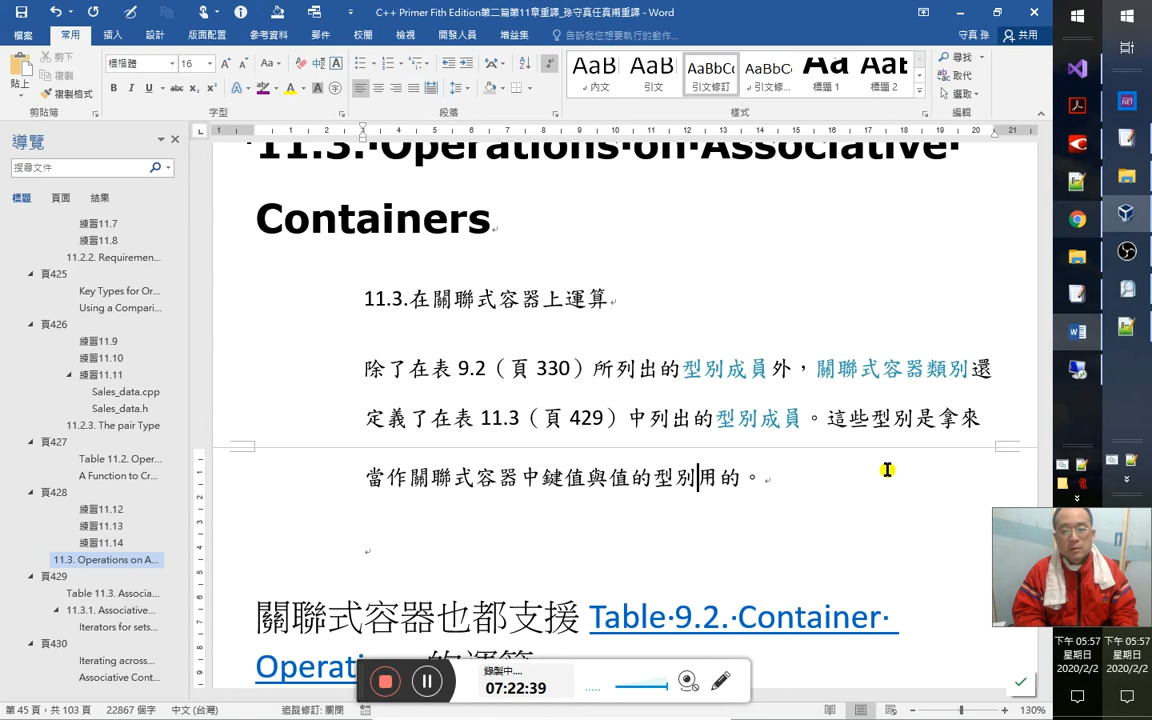 C++ Primer Fith Edition第二篇第11章重譯_孫守真任真甫重譯 - Word
檔案
常用
插入
設計
版面配置
參考資料
郵件
校閱
檢視
開發人員
增益集
告訴我您想要執行的動作...
守真 孫
共用
貼上
剪下
複製
複製格式
剪貼簿
標楷體
16
字型
段落
AaBb
AaBb
AaBbCc
AaBbCc
AaBb
AaBb
內文
引文
引文修訂
引文修...
標題 1
標題 2
樣式
尋找
取代
選取
編輯
導覽
搜尋文件
標題
頁面
結果
練習11.7
練習11.8
11.2.2. Requiremen...
頁425
Key Types for Or...
Using a Compari...
頁426
練習11.9
練習11.10
練習11.11
Sales_data.cpp
Sales_data.h
11.2.3. The pair Type
頁427
Table 11.2. Oper...
A Function to Cr...
頁428
練習11.12
練習11.13
練習11.14
11.3. Operations on A...
頁429
Table 11.3. Associa...
11.3.1. Associative...
Iterators for sets...
頁430
Iterating across...
Associative Cont...
11.3. Operations on Associative
Containers
11.3.在關聯式容器上運算
除了在表 9.2（頁 330）所列出的型別成員外，關聯式容器類別還
定義了在表 11.3（頁 429）中列出的型別成員。這些型別是拿來
當作關聯式容器中鍵值與值的型別用的。
關聯式容器也都支援 Table 9.2. Container
Operati
錄製中....
07:22:39
下午 05:57
星期日
2020/2/2
下午 05:57
星期日
2020/2/2
第 45 頁，共 103 頁
22867 個字
中文 (台灣)
追蹤修訂: 關閉
130%